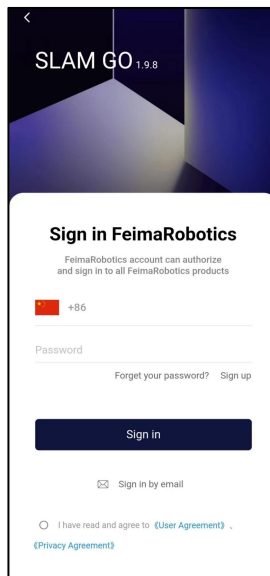 SLAM GO 1.9.8
Sign in FeimaRobotics
FeimaRobotics account can authorize
and sign in to all FeimaRobotics products
+86
Password
Forget your password? Sign up
Sign in
Sign in by email
I have read and agree to 《User Agreement》 、
《Privacy Agreement》